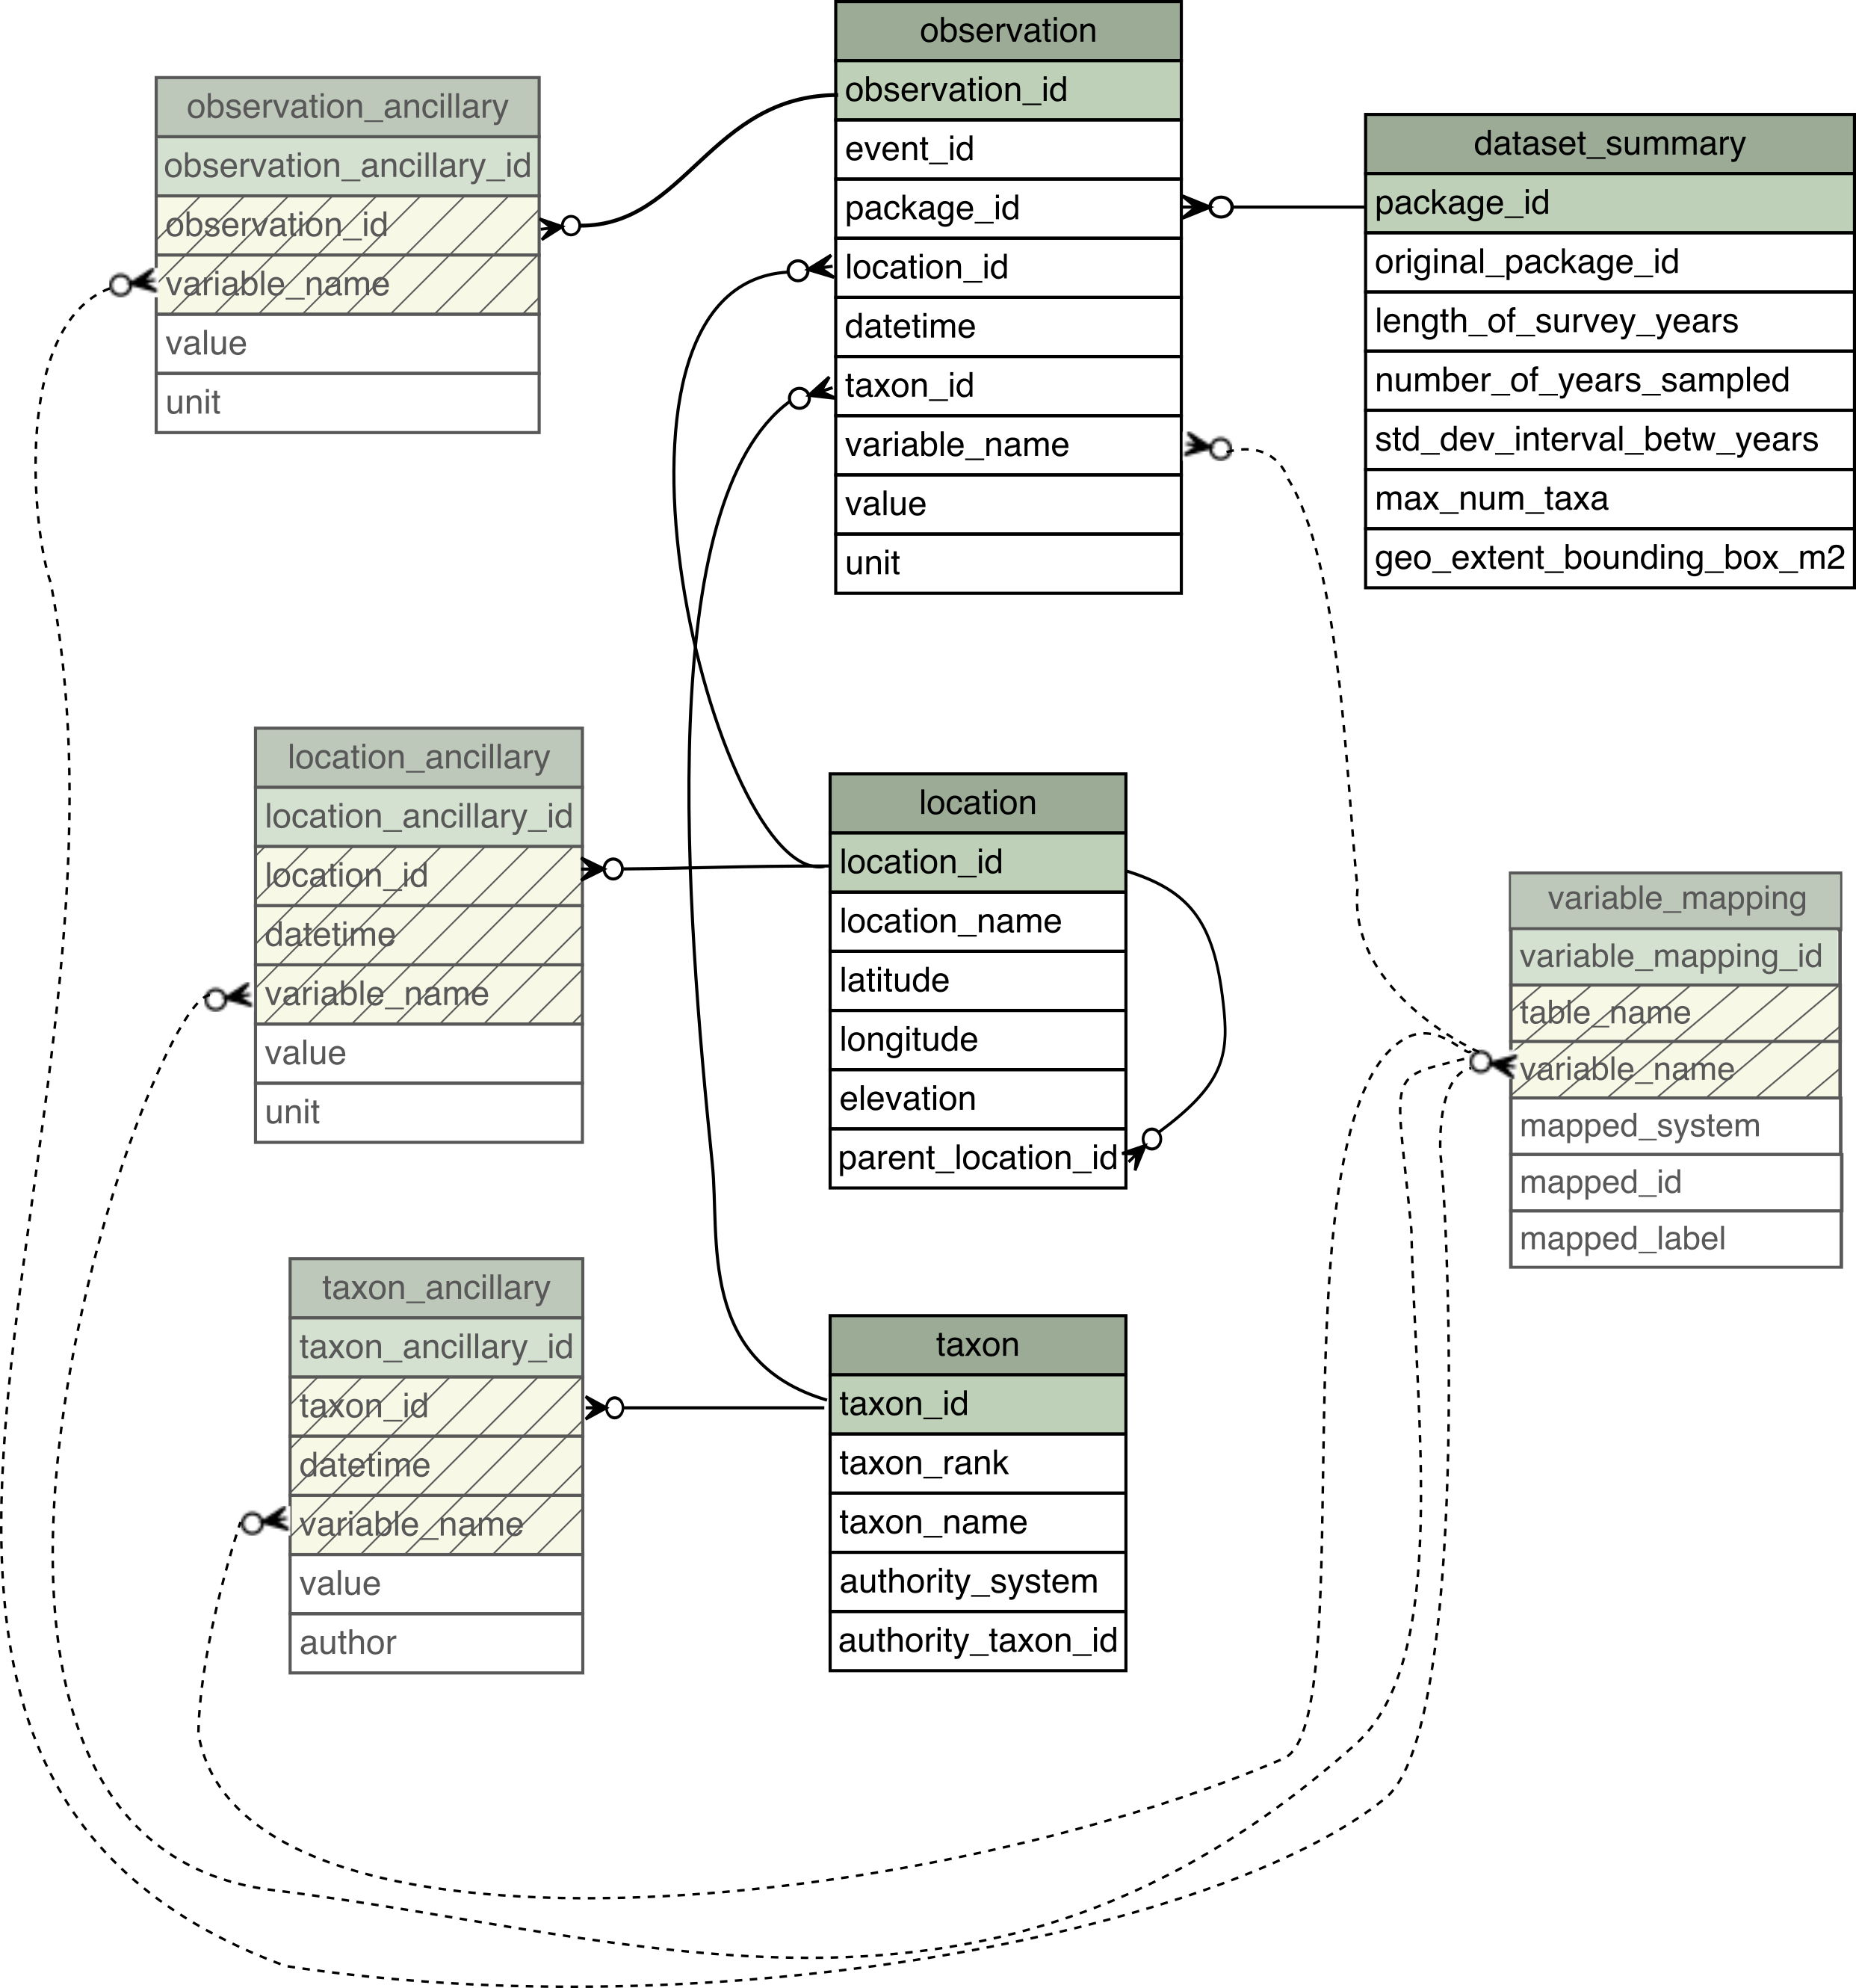 observation
observation_id
event_id
package_id
location_id
datetime
taxon_id
variable_name
value
unit
observation_ancillary
observation_ancillary_id
observation_id
variable_name
value
unit
dataset_summary
package_id
original_package_id
length_of_survey_years
number_of_years_sampled
std_dev_interval_betw_years
max_num_taxa
geo_extent_bounding_box_m2
location_ancillary
location_ancillary_id
location_id
datetime
variable_name
value
unit
location
location_id
location_name
latitude
longitude
elevation
parent_location_id
variable_mapping
variable_mapping_id
table_name
variable_name
mapped_system
mapped_id
mapped_label
taxon_ancillary
taxon_ancillary_id
taxon_id
datetime
variable_name
value
author
taxon
taxon_id
taxon_rank
taxon_name
authority_system
authority_taxon_id